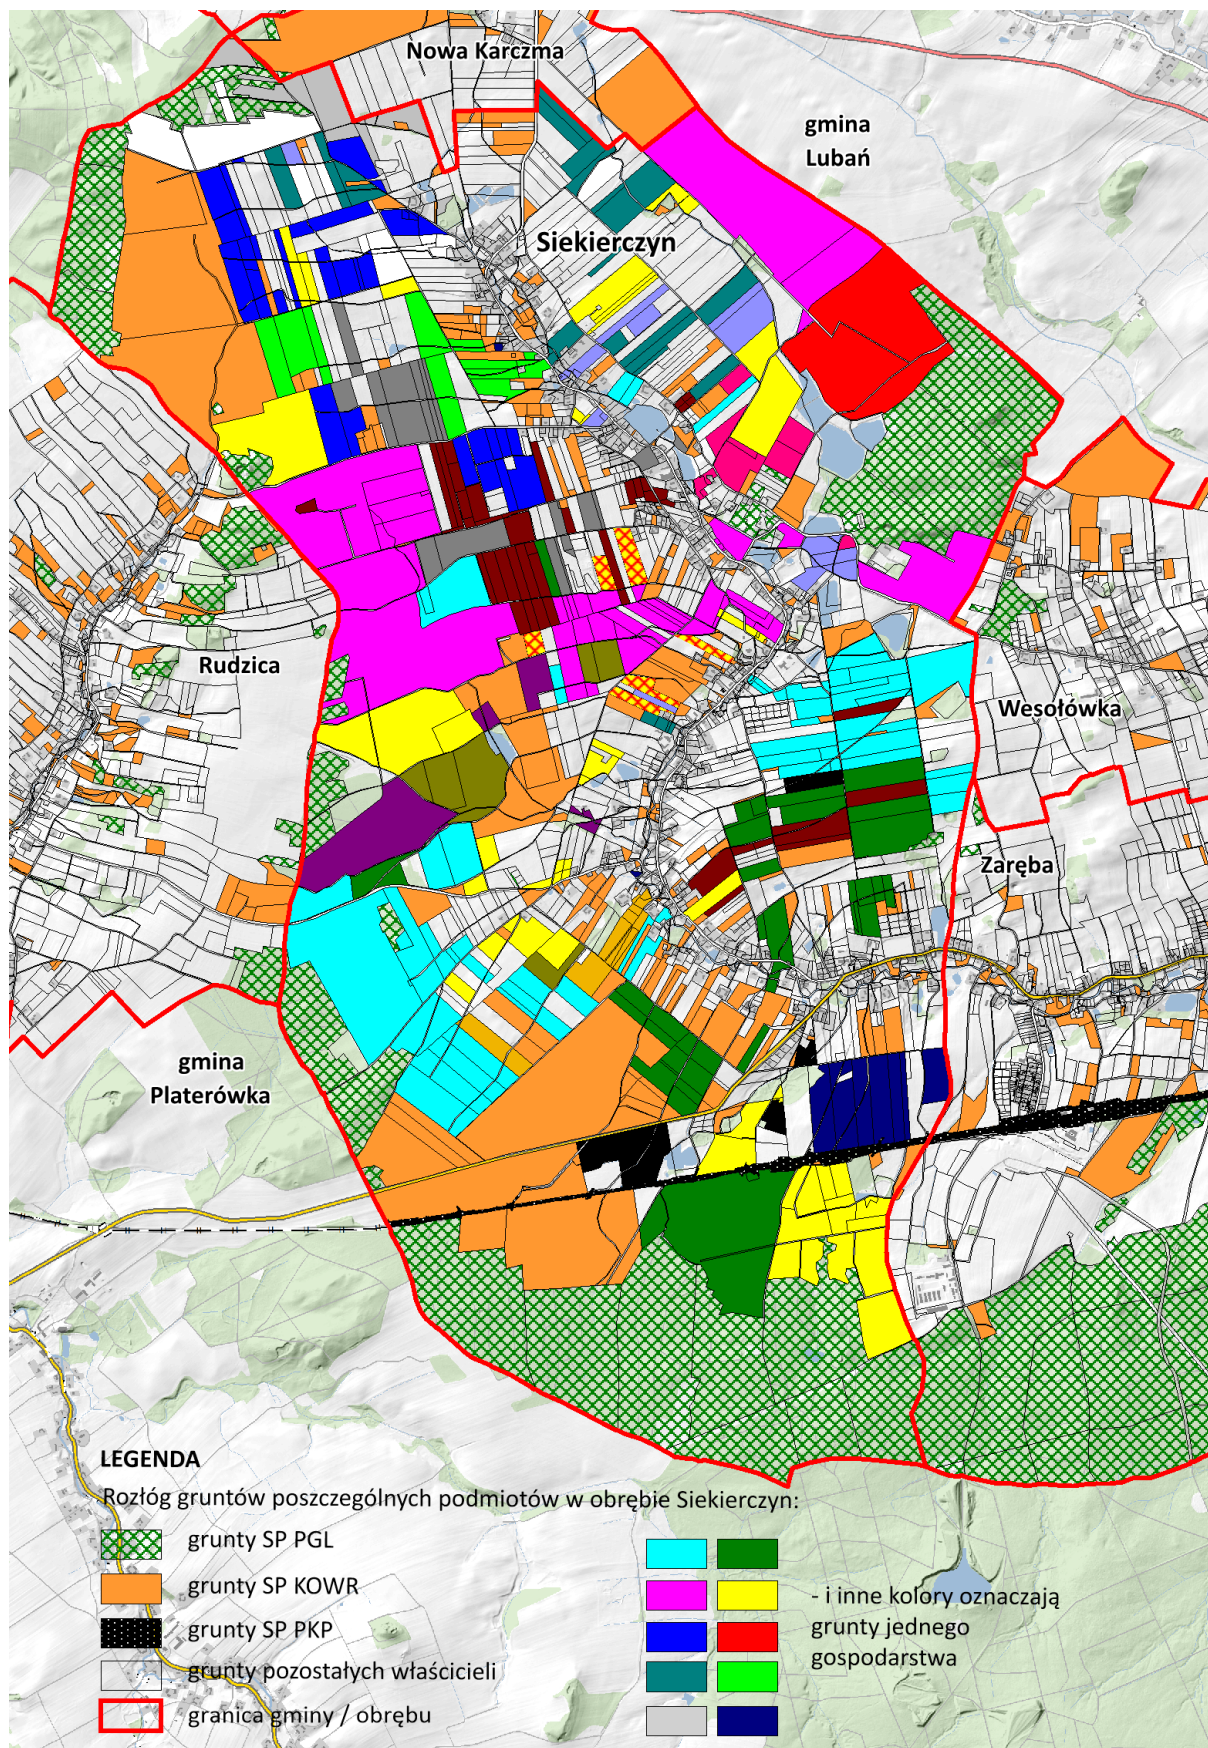 Nowa Karczma
gmina
Lubań
Siekierczyn
Rudzica
Wesołówka
Zaręba
gmina
Platerówka
LEGENDA
Rozłóg gruntów poszczególnych podmiotów w obrębie Siekierczyn:
grunty SP PGL
grunty SP KOWR
grunty SP PKP
grunty pozostałych właścicieli
granica gminy / obrębu
- i inne kolory oznaczają
grunty jednego
gospodarstwa